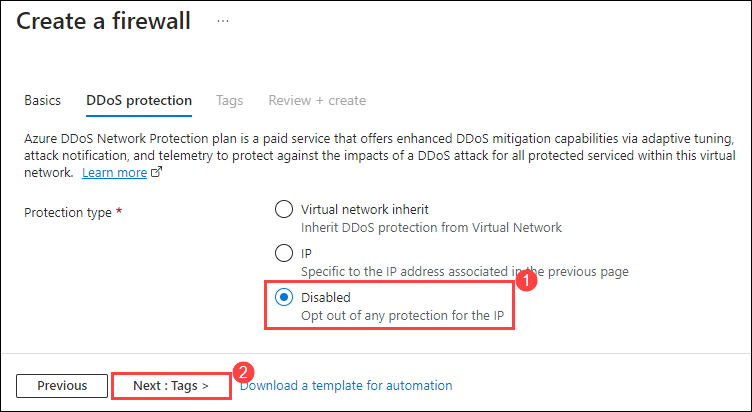 Create a firewall ...
Basics DDoS protection Tags Review + create
Azure DDoS Network Protection plan is a paid service that offers enhanced DDoS mitigation capabilities via adaptive tuning,
attack notification, and telemetry to protect against the impacts of a DDoS attack for all protected serviced within this virtual
network. Learn more
Protection type *
Virtual network inherit
Inherit DDoS protection from Virtual Network
IP
Specific to the IP address associated in the previous page
1
Disabled
Opt out of any protection for the IP
2
Previous Next : Tags > Download a template for automation